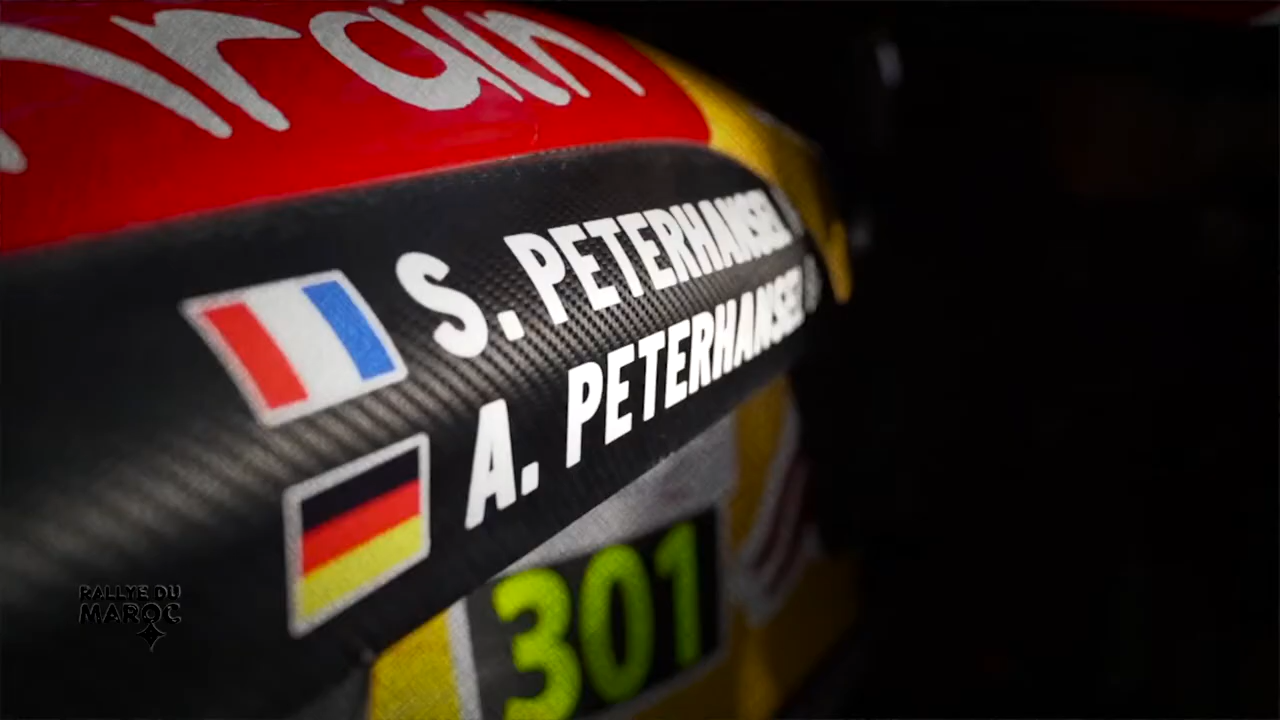 S. PETERHANSEL
A. PETERHANSEL
301
RALLYE DU
MAROC